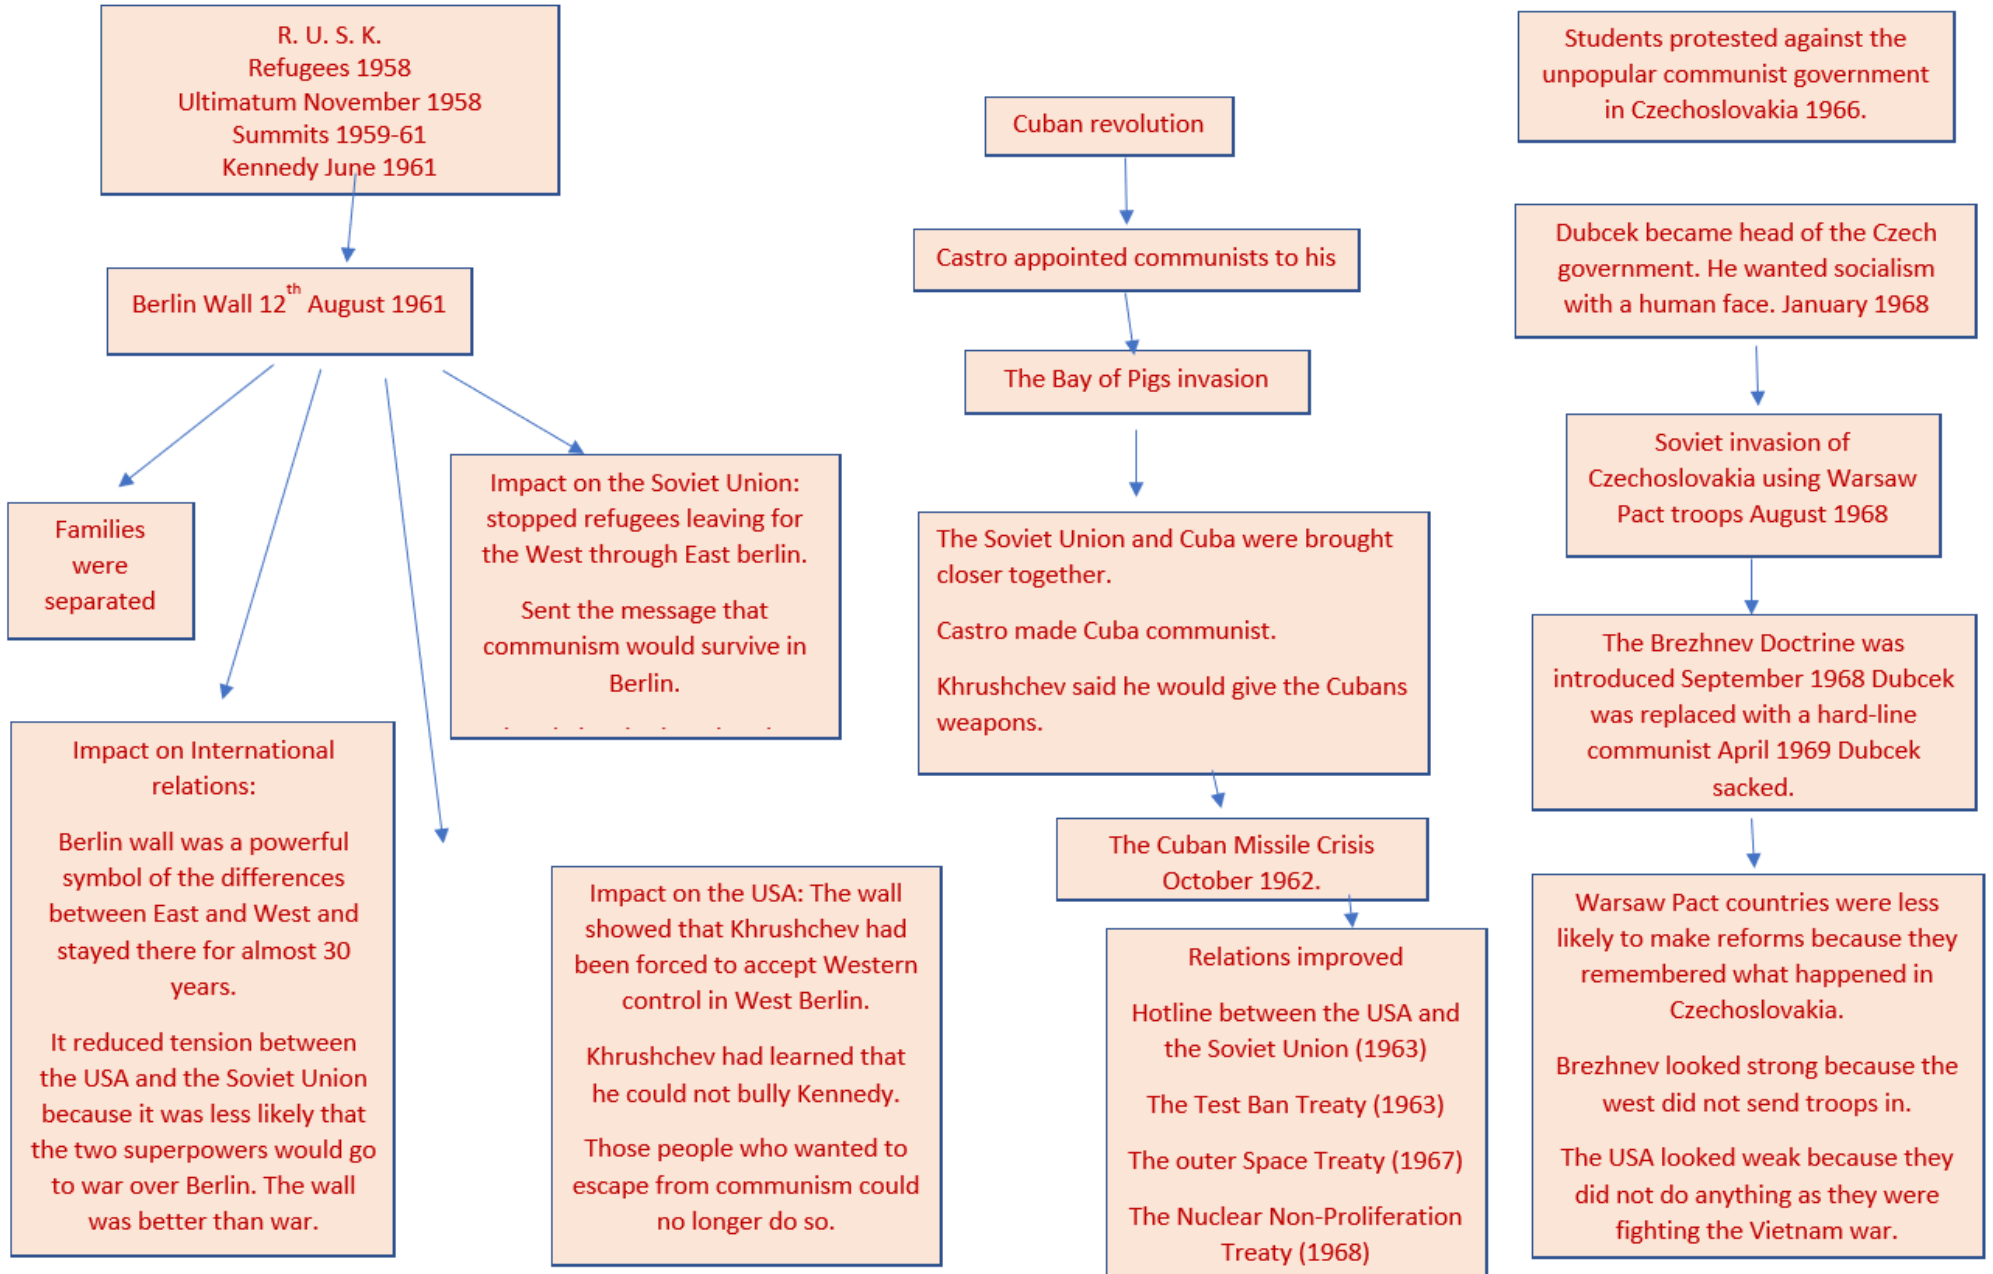 R. U. S. K.
Refugees 1958
Ultimatum November 1958
Summits 1959-61
Kennedy June 1961
Berlin Wall 12th August 1961
Families
were
separated
Impact on the Soviet Union:
stopped refugees leaving for
the West through East berlin.
Sent the message that
communism would survive in
Berlin.
Impact on International
relations:
Berlin wall was a powerful
symbol of the differences
between East and West and
stayed there for almost 30
years.
It reduced tension between
the USA and the Soviet Union
because it was less likely that
the two superpowers would go
to war over Berlin. The wall
was better than war.
Impact on the USA: The wall
showed that Khrushchev had
been forced to accept Western
control in West Berlin.
Khrushchev had learned that
he could not bully Kennedy.
Those people who wanted to
escape from communism could
no longer do so.
Cuban revolution
Castro appointed communists to his
The Bay of Pigs invasion
The Soviet Union and Cuba were brought
closer together.
Castro made Cuba communist.
Khrushchev said he would give the Cubans
weapons.
The Cuban Missile Crisis
October 1962.
Relations improved
Hotline between the USA and
the Soviet Union (1963)
The Test Ban Treaty (1963)
The outer Space Treaty (1967)
The Nuclear Non-Proliferation
Treaty (1968)
Students protested against the
unpopular communist government
in Czechoslovakia 1966.
Dubcek became head of the Czech
government. He wanted socialism
with a human face. January 1968
Soviet invasion of
Czechoslovakia using Warsaw
Pact troops August 1968
The Brezhnev Doctrine was
introduced September 1968 Dubcek
was replaced with a hard-line
communist April 1969 Dubcek
sacked.
Warsaw Pact countries were less
likely to make reforms because they
remembered what happened in
Czechoslovakia.
Brezhnev looked strong because the
west did not send troops in.
The USA looked weak because they
did not do anything as they were
fighting the Vietnam war.